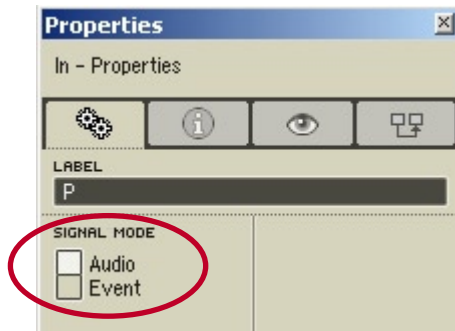 Properties
In - Properties
LABEL
P
SIGNAL MODE
Audio
Event